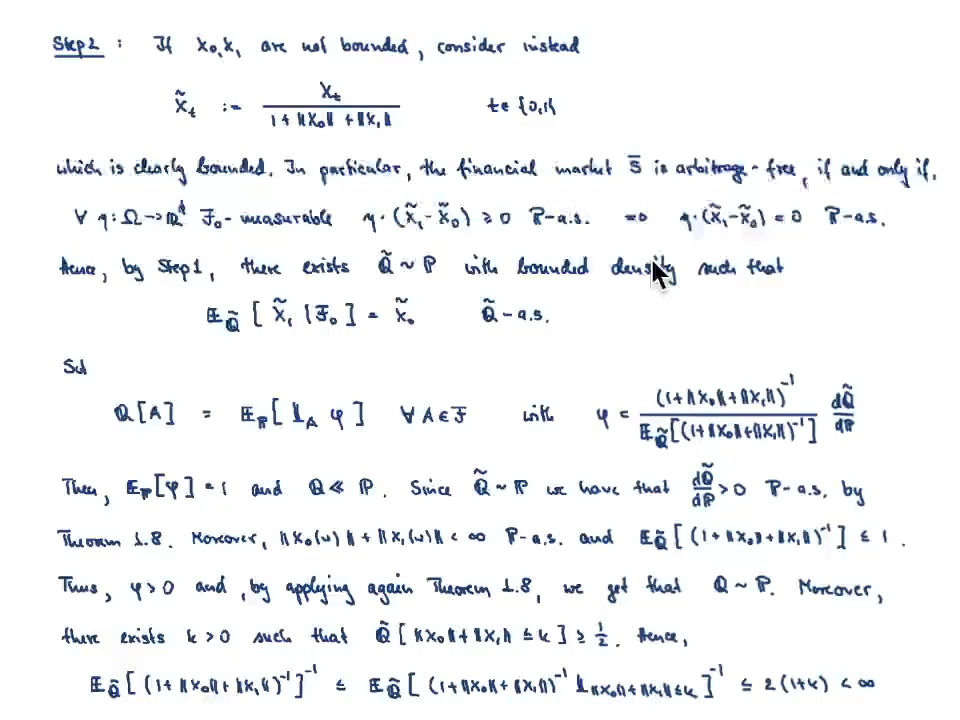 Step 2 : If X₀, X₁ are not bounded, consider instead
X̃ₜ := Xₜ / (1 + ‖X₀‖ + ‖X₁‖)   t ∈ {0,1}
which is clearly bounded. In particular, the financial market S̄ is arbitrage-free, if and only if,
∀ η : Ω → ℝᵈ 𝓕₀-measurable η · (X̃₁ - X̃₀) ≥ 0 ℙ-a.s. ⇒ η · (X̃₁ - X̃₀) = 0 ℙ-a.s.
Hence, by Step 1, there exists ℚ̃ ~ ℙ with bounded density such that
𝔼_ℚ̃ [ X̃₁ | 𝓕₀ ] = X̃₀   ℚ̃-a.s.
Set
ℚ[A] = 𝔼_ℙ [ 𝟙_A φ ] ∀ A ∈ 𝓕 with φ = (1+‖X₀‖+‖X₁‖)⁻¹ / 𝔼_ℚ̃[(1+‖X₀‖+‖X₁‖)⁻¹] dℚ̃/dℙ
Then, 𝔼_ℙ[φ] = 1 and ℚ ≪ ℙ. Since ℚ̃ ~ ℙ we have that dℚ̃/dℙ > 0 ℙ-a.s. by
Theorem 1.8. Moreover, ‖X₀(ω)‖ + ‖X₁(ω)‖ < ∞ ℙ-a.s. and 𝔼_ℚ̃[(1+‖X₀‖+‖X₁‖)⁻¹] ≤ 1.
Thus, φ > 0 and, by applying again Theorem 1.8, we get that ℚ ~ ℙ. Moreover,
there exists k > 0 such that ℚ̃[‖X₀‖+‖X₁‖ ≤ k] ≥ ½. Hence,
𝔼_ℚ̃[(1+‖X₀‖+‖X₁‖)⁻¹]⁻¹ ≤ 𝔼_ℚ̃[(1+‖X₀‖+‖X₁‖)⁻¹ 𝟙_{‖X₀‖+‖X₁‖≤k}]⁻¹ ≤ 2(1+k) < ∞